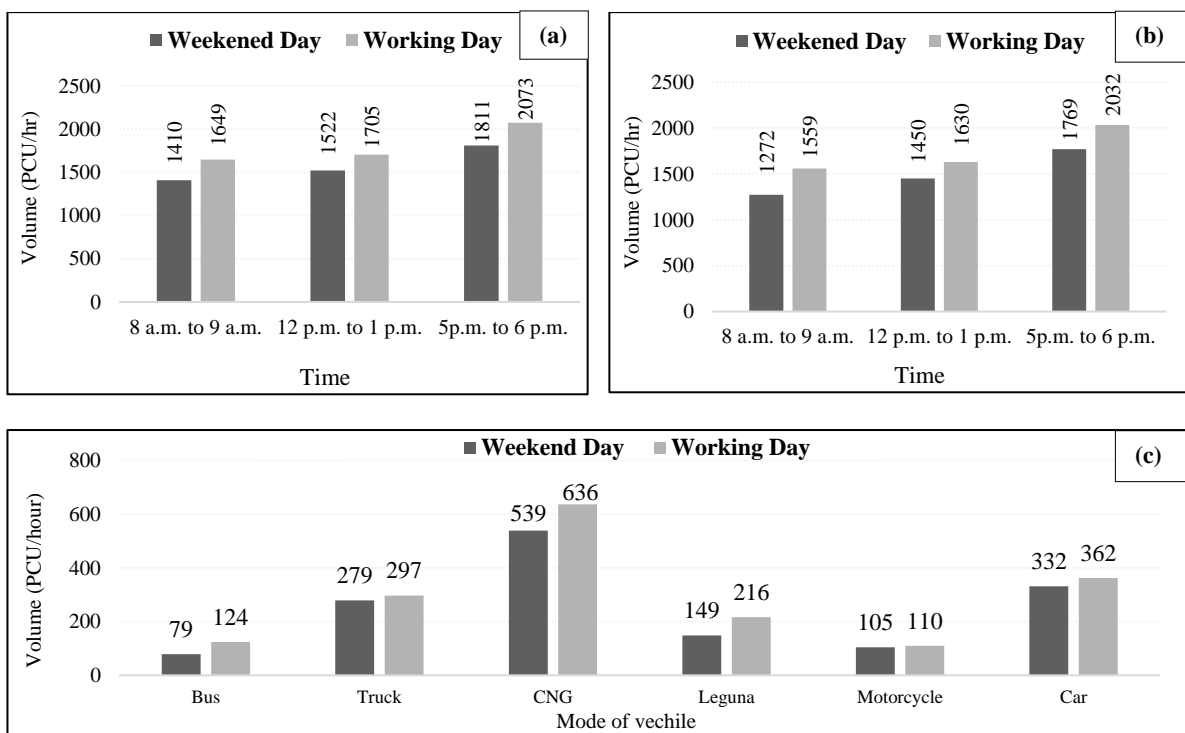 Weekened Day Working Day (a)
Volume (PCU/hr)
2500
2000
1500
1000
500
0
1410 1649 1522 1705 1811 2073
8 a.m. to 9 a.m. 12 p.m. to 1 p.m. 5p.m. to 6 p.m.
Time
Weekened Day Working Day (b)
Volume (PCU/hr)
2500
2000
1500
1000
500
0
1272 1559 1450 1630 1769 2032
8 a.m. to 9 a.m. 12 p.m. to 1 p.m. 5p.m. to 6 p.m.
Time
Weekend Day Working Day (c)
Volume (PCU/hour)
800
600
400
200
0
79 124 279 297 539 636 149 216 105 110 332 362
Bus Truck CNG Leguna Motorcycle Car
Mode of vechile